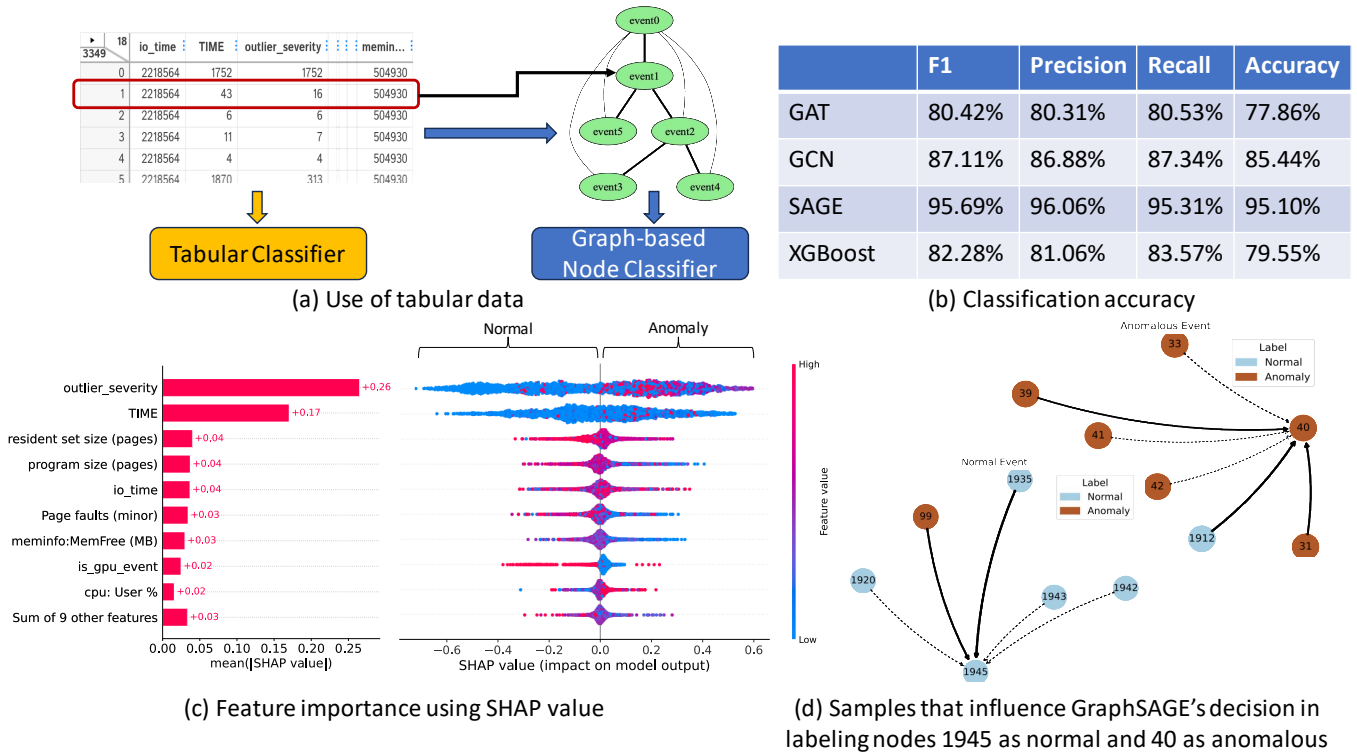 18
3349
io_time TIME outlier_severity memin...
0 2218564 1752 1752 504930
1 2218564 43 16 504930
2 2218564 6 6 504930
3 2218564 11 7 504930
4 2218564 4 4 504930
5 2218564 1870 313 504930
event0
event1
event5 event2
event3 event4
Tabular Classifier
Graph-based
Node Classifier
(a) Use of tabular data
F1 Precision Recall Accuracy
GAT 80.42% 80.31% 80.53% 77.86%
GCN 87.11% 86.88% 87.34% 85.44%
SAGE 95.69% 96.06% 95.31% 95.10%
XGBoost 82.28% 81.06% 83.57% 79.55%
(b) Classification accuracy
Normal Anomaly
outlier_severity +0.26
TIME +0.17
resident set size (pages) +0.04
program size (pages) +0.04
io_time +0.04
Page faults (minor) +0.03
meminfo:MemFree (MB) +0.03
is_gpu_event +0.02
cpu: User % +0.02
Sum of 9 other features +0.03
0.00 0.05 0.10 0.15 0.20 0.25
mean(|SHAP value|)
−0.6 −0.4 −0.2 0.0 0.2 0.4 0.6
SHAP value (impact on model output)
High
Feature value
Low
(c) Feature importance using SHAP value
Anomalous Event
33
Label
Normal
Anomaly
39
40
41
42
1912
31
Normal Event
1935
Label
Normal
Anomaly
99
1920
1943
1942
1945
(d) Samples that influence GraphSAGE's decision in
labeling nodes 1945 as normal and 40 as anomalous